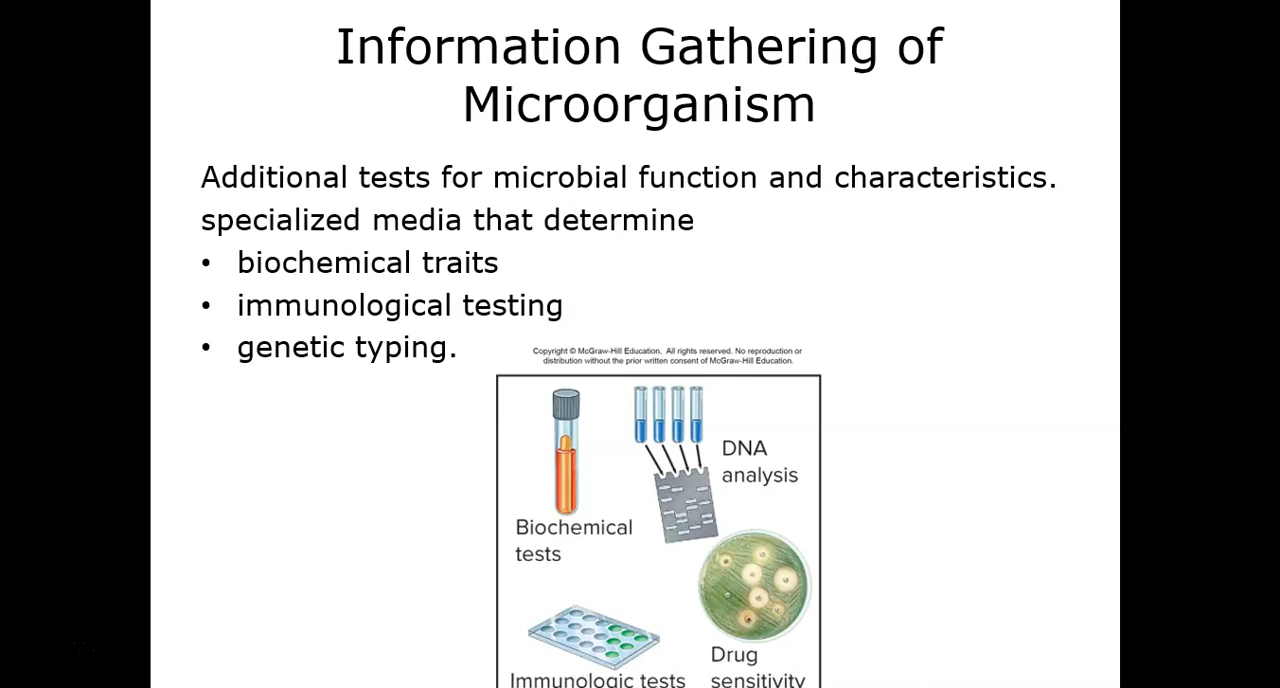 Information Gathering of
Microorganism
Additional tests for microbial function and characteristics.
specialized media that determine
• biochemical traits
• immunological testing
• genetic typing.
Copyright © McGraw-Hill Education. All rights reserved. No reproduction or
distribution without the prior written consent of McGraw-Hill Education.
DNA
analysis
Biochemical
tests
Drug
sensitivity
Immunologic tests